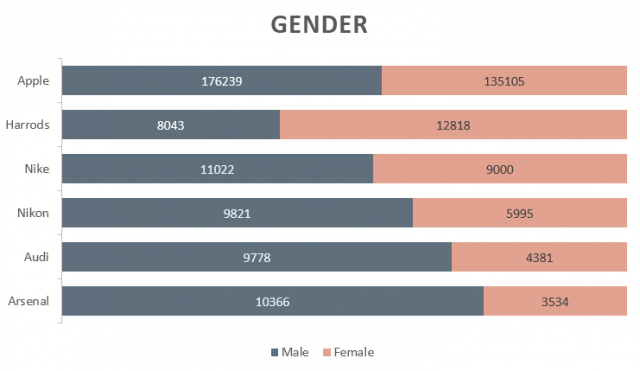 GENDER
Apple 176239 135105
Harrods 8043 12818
Nike 11022 9000
Nikon 9821 5995
Audi 9778 4381
Arsenal 10366 3534
Male Female